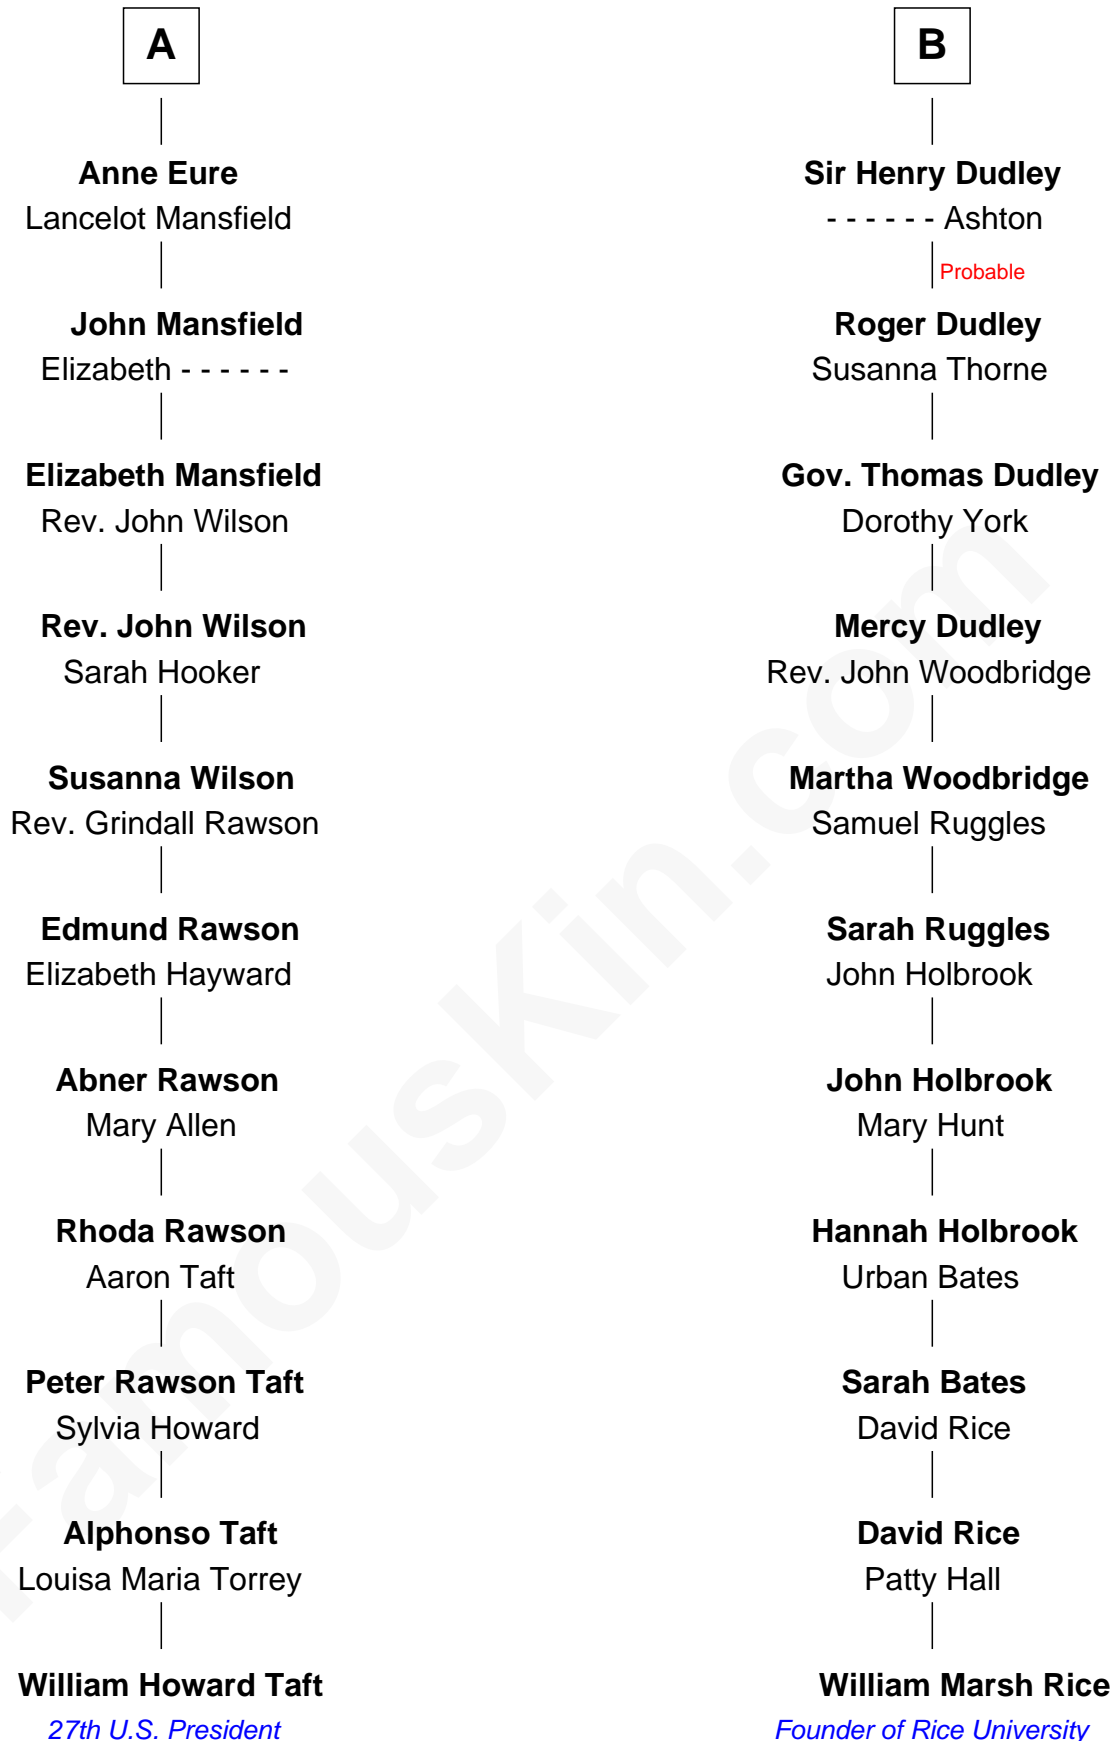 A
Anne Eure
Lancelot Mansfield
John Mansfield
Elizabeth - - - - - -
Elizabeth Mansfield
Rev. John Wilson
Rev. John Wilson
Sarah Hooker
Susanna Wilson
Rev. Grindall Rawson
Edmund Rawson
Elizabeth Hayward
Abner Rawson
Mary Allen
Rhoda Rawson
Aaron Taft
Peter Rawson Taft
Sylvia Howard
Alphonso Taft
Louisa Maria Torrey
William Howard Taft
27th U.S. President
B
Sir Henry Dudley
- - - - - - Ashton
Probable
Roger Dudley
Susanna Thorne
Gov. Thomas Dudley
Dorothy York
Mercy Dudley
Rev. John Woodbridge
Martha Woodbridge
Samuel Ruggles
Sarah Ruggles
John Holbrook
John Holbrook
Mary Hunt
Hannah Holbrook
Urban Bates
Sarah Bates
David Rice
David Rice
Patty Hall
William Marsh Rice
Founder of Rice University
FamousKin.com